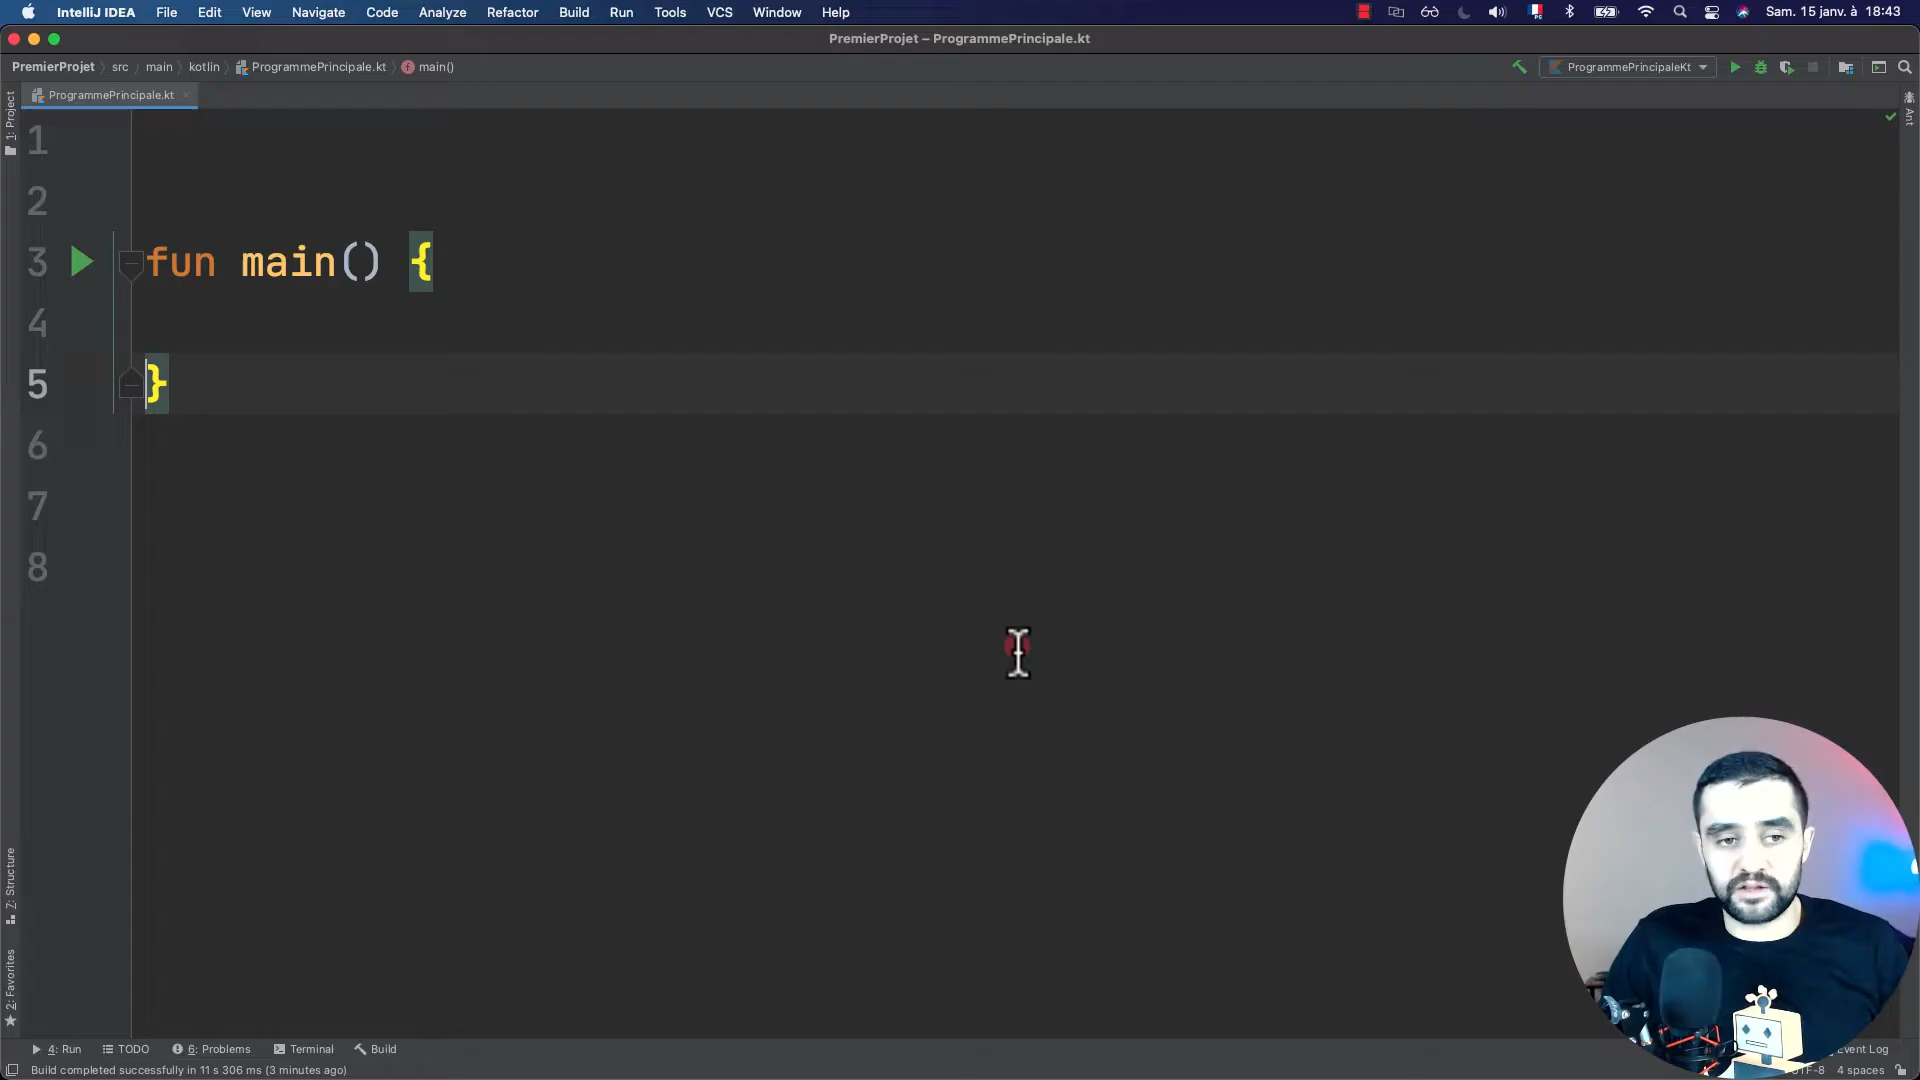 IntelliJ IDEA File Edit View Navigate Code Analyze Refactor Build Run Tools VCS Window Help Sam. 15 janv. à 18:43
PremierProjet – ProgrammePrincipale.kt
PremierProjet src main kotlin ProgrammePrincipale.kt f main() ProgrammePrincipaleKt
ProgrammePrincipale.kt
1: Project
Ant
1
2
3 fun main() {
4
5 }
6
7
8
Z: Structure
2: Favorites
4: Run TODO 6: Problems Terminal Build Event Log
Build completed successfully in 11 s 306 ms (3 minutes ago) UTF-8 4 spaces